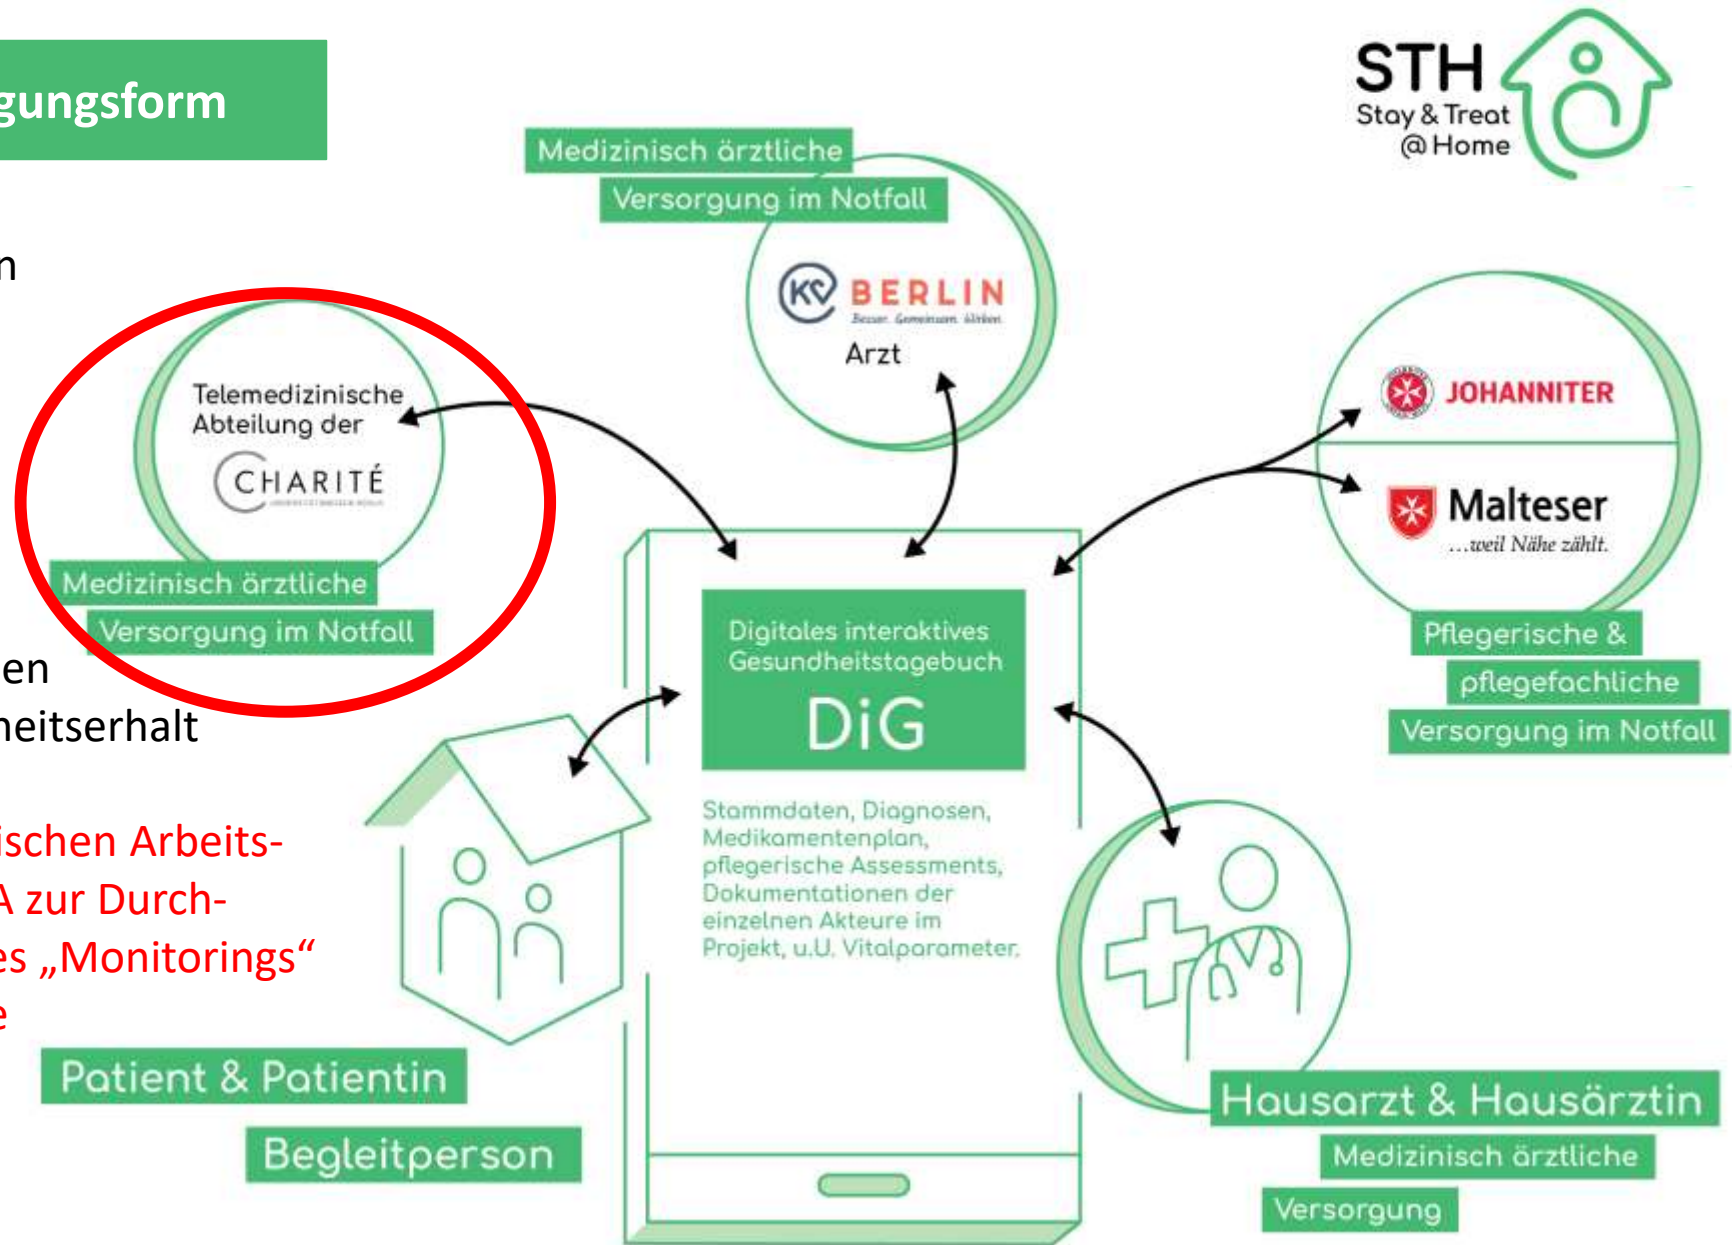 gungsform
STH
Stay & Treat
@ Home
Medizinisch ärztliche
Versorgung im Notfall
n
KV BERLIN
Besser. Gemeinsam. Wirken.
Arzt
Telemedizinische
Abteilung der
CHARITÉ
Medizinisch ärztliche
Versorgung im Notfall
JOHANNITER
Malteser
...weil Nähe zählt.
Pflegerische &
pflegefachliche
Versorgung im Notfall
en
heitserhalt
ischen Arbeits-
A zur Durch-
es „Monitorings“
e
Digitales interaktives
Gesundheitstagebuch
DiG
Stammdaten, Diagnosen,
Medikamentenplan,
pflegerische Assessments,
Dokumentationen der
einzelnen Akteure im
Projekt, u.U. Vitalparameter.
Patient & Patientin
Begleitperson
Hausarzt & Hausärztin
Medizinisch ärztliche
Versorgung